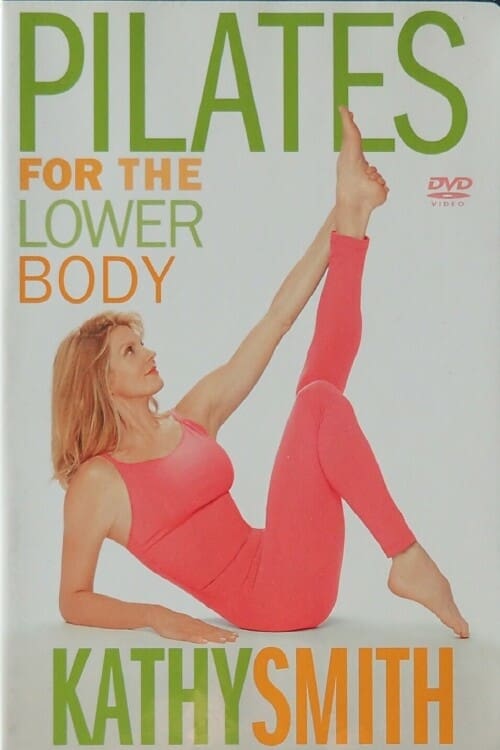 PILATES
FOR THE
LOWER
BODY
DVD
VIDEO
KATHYSMITH